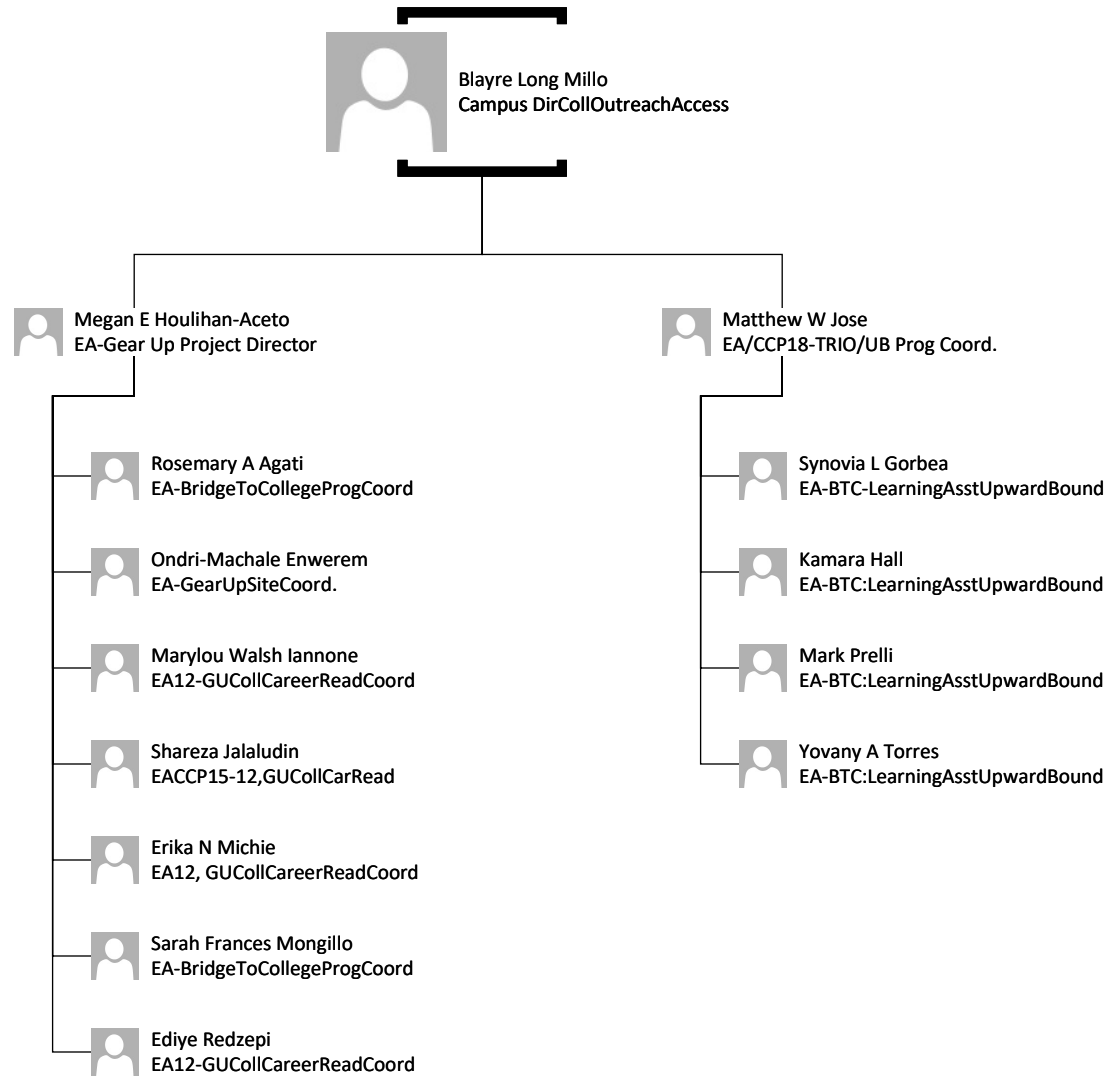 Blayre Long Millo
Campus DirCollOutreachAccess
Megan E Houlihan-Aceto
EA-Gear Up Project Director
Matthew W Jose
EA/CCP18-TRIO/UB Prog Coord.
Rosemary A Agati
EA-BridgeToCollegeProgCoord
Ondri-Machale Enwerem
EA-GearUpSiteCoord.
Marylou Walsh Iannone
EA12-GUCollCareerReadCoord
Shareza Jalaludin
EACCP15-12,GUCollCarRead
Erika N Michie
EA12, GUCollCareerReadCoord
Sarah Frances Mongillo
EA-BridgeToCollegeProgCoord
Ediye Redzepi
EA12-GUCollCareerReadCoord
Synovia L Gorbea
EA-BTC-LearningAsstUpwardBound
Kamara Hall
EA-BTC:LearningAsstUpwardBound
Mark Prelli
EA-BTC:LearningAsstUpwardBound
Yovany A Torres
EA-BTC:LearningAsstUpwardBound